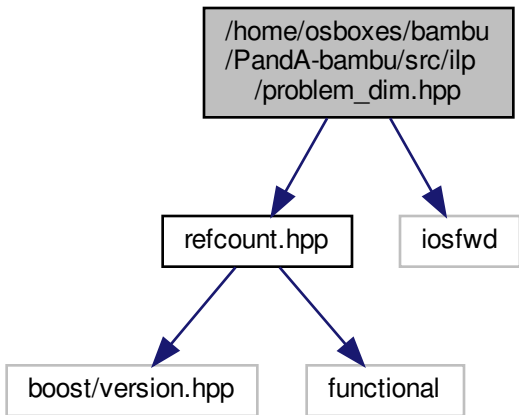 /home/osboxes/bambu
/PandA-bambu/src/ilp
/problem_dim.hpp
refcount.hpp
iosfwd
boost/version.hpp
functional